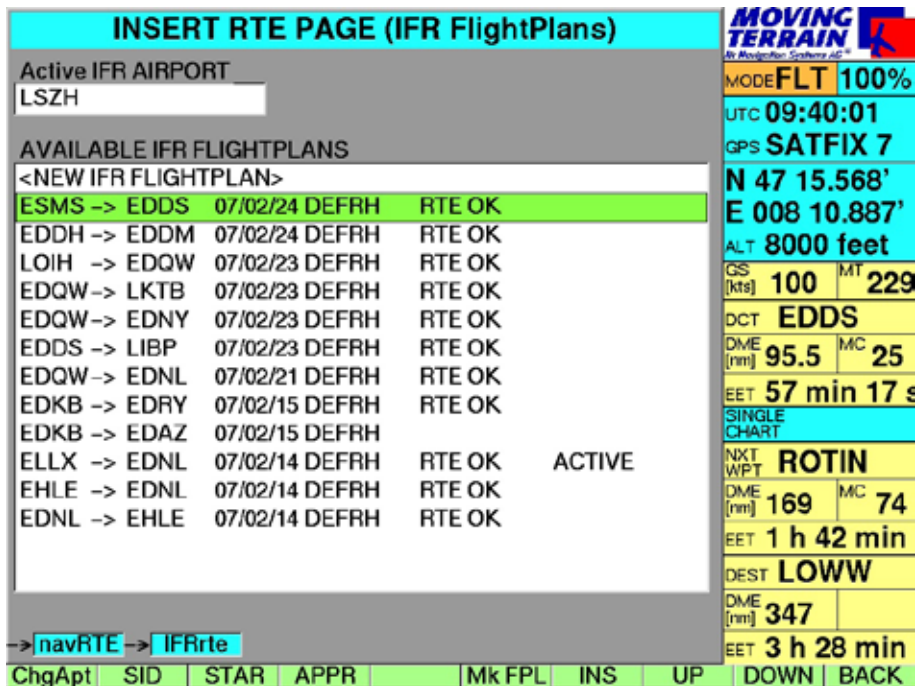 INSERT RTE PAGE (IFR FlightPlans)
Active IFR AIRPORT
LSZH
AVAILABLE IFR FLIGHTPLANS
<NEW IFR FLIGHTPLAN>
ESMS -> EDDS 07/02/24 DEFRH RTE OK
EDDH -> EDDM 07/02/24 DEFRH RTE OK
LOIH -> EDQW 07/02/23 DEFRH RTE OK
EDQW -> LKTB 07/02/23 DEFRH RTE OK
EDQW -> EDNY 07/02/23 DEFRH RTE OK
EDDS -> LIBP 07/02/23 DEFRH RTE OK
EDQW -> EDNL 07/02/21 DEFRH RTE OK
EDKB -> EDRY 07/02/15 DEFRH RTE OK
EDKB -> EDAZ 07/02/15 DEFRH
ELLX -> EDNL 07/02/14 DEFRH RTE OK ACTIVE
EHLE -> EDNL 07/02/14 DEFRH RTE OK
EDNL -> EHLE 07/02/14 DEFRH RTE OK
-> navRTE -> IFRrte
ChgApt SID STAR APPR Mk FPL INS UP DOWN BACK
MOVING
TERRAIN
Air Navigation Systems AG
MODE FLT 100%
UTC 09:40:01
GPS SATFIX 7
N 47 15.568'
E 008 10.887'
ALT 8000 feet
GS [kts] 100 MT 229
DCT EDDS
DME [nm] 95.5 MC 25
EET 57 min 17 s
SINGLE
CHART
NXT WPT ROTIN
DME [nm] 169 MC 74
EET 1 h 42 min
DEST LOWW
DME [nm] 347
EET 3 h 28 min